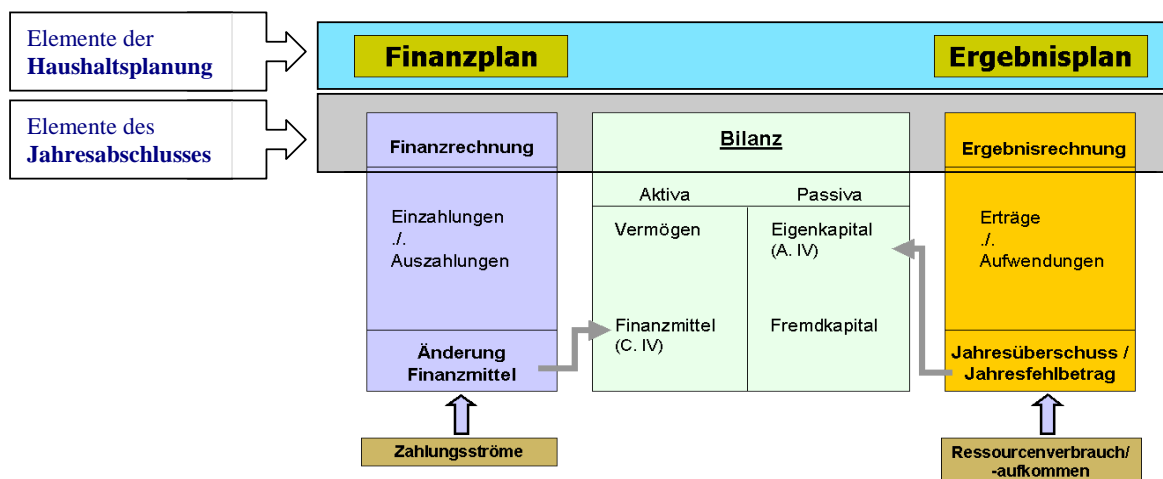 Elemente der
Haushaltsplanung
Finanzplan
Ergebnisplan
Elemente des
Jahresabschlusses
Finanzrechnung
Bilanz
Ergebnisrechnung
Aktiva
Passiva
Einzahlungen
./.
Auszahlungen
Vermögen
Eigenkapital
(A. IV)
Erträge
./.
Aufwendungen
Finanzmittel
(C. IV)
Fremdkapital
Änderung
Finanzmittel
Jahresüberschuss /
Jahresfehlbetrag
Zahlungsströme
Ressourcenverbrauch/
-aufkommen